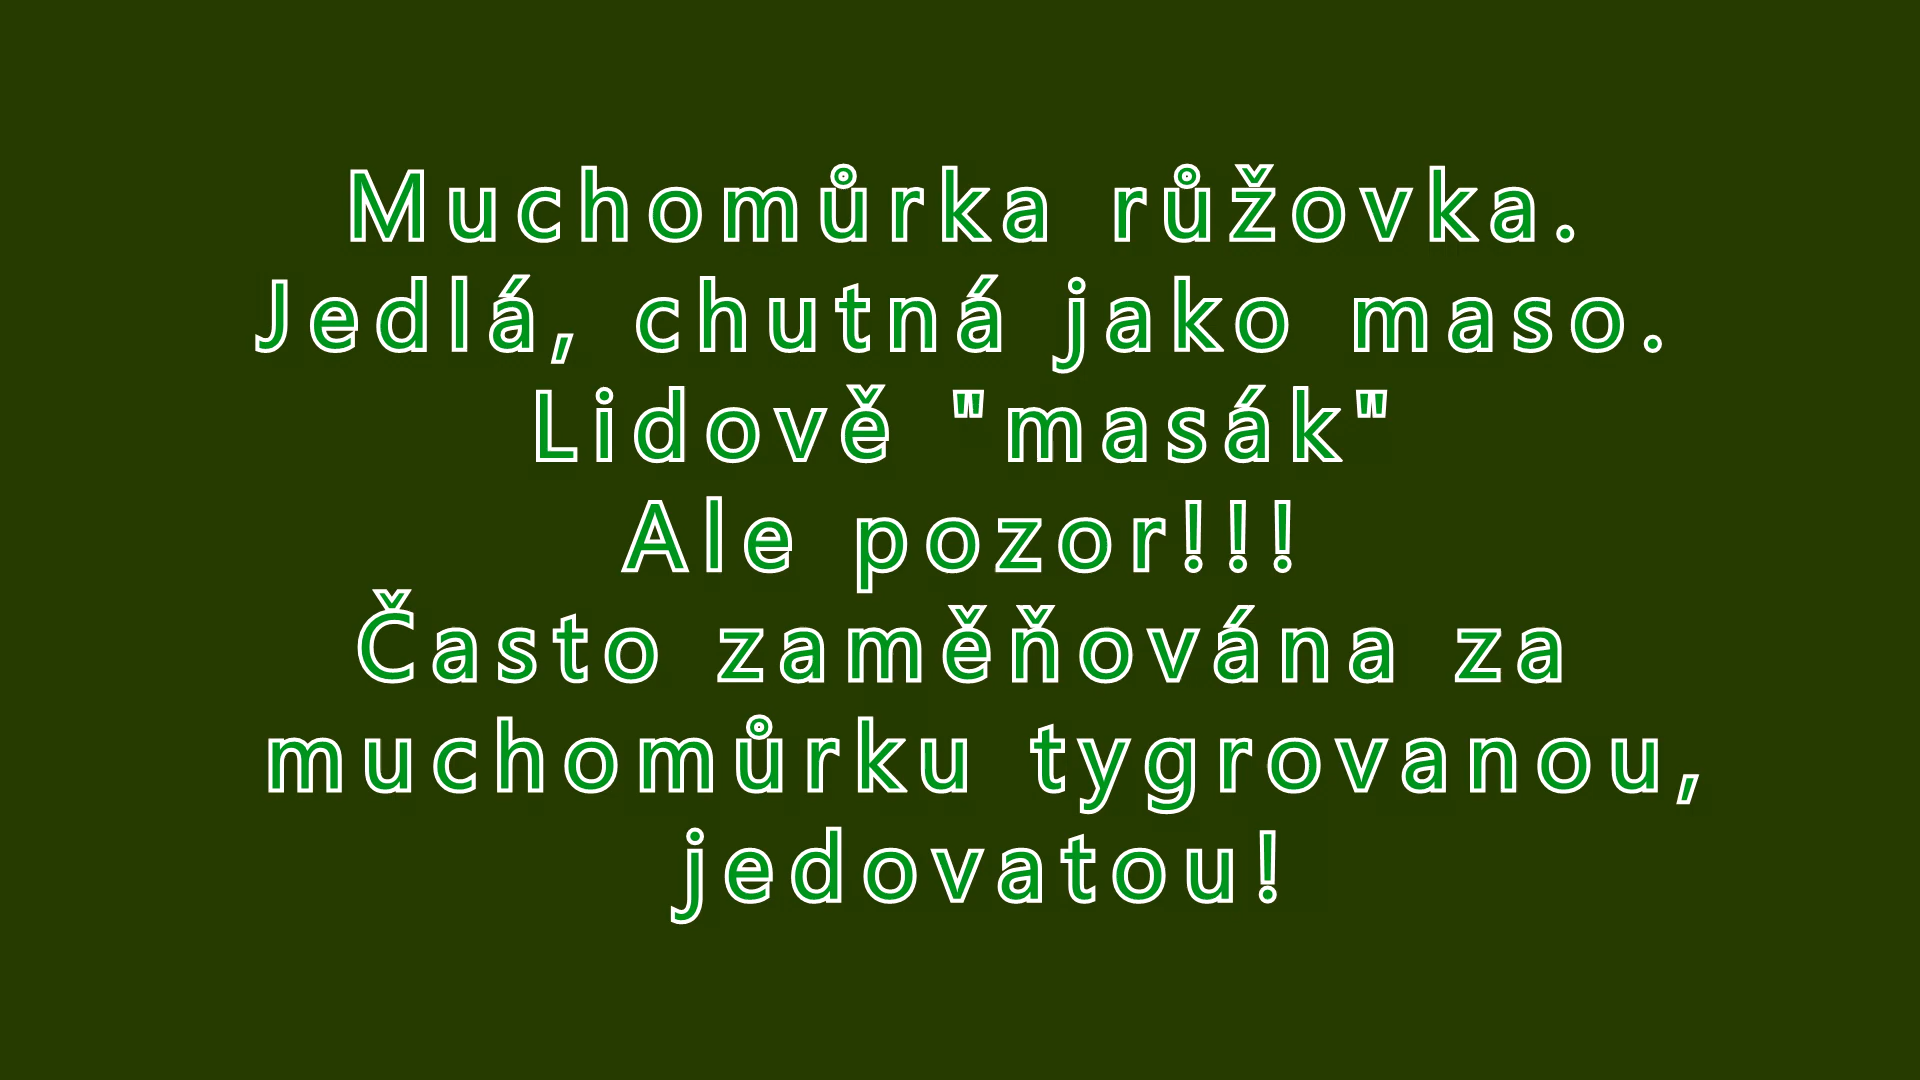 Muchomůrka růžovka.
Jedlá, chutná jako maso.
Lidově "masák"
Ale pozor!!!
Často zaměňována za
muchomůrku tygrovanou,
jedovatou!